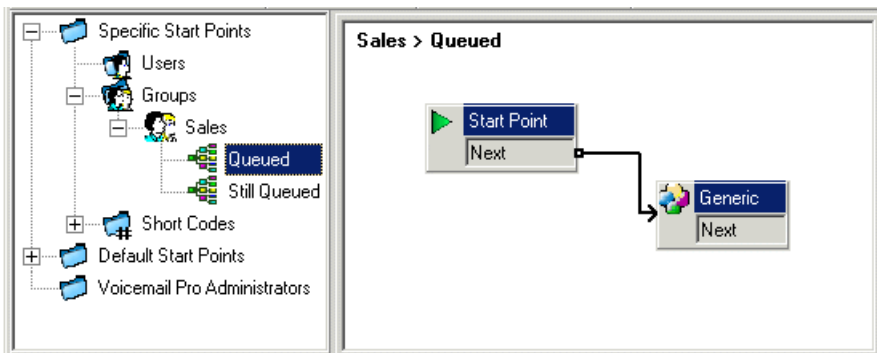 Specific Start Points
Users
Groups
Sales
Queued
Still Queued
Short Codes
Default Start Points
Voicemail Pro Administrators
Sales > Queued
Start Point
Next
Generic
Next